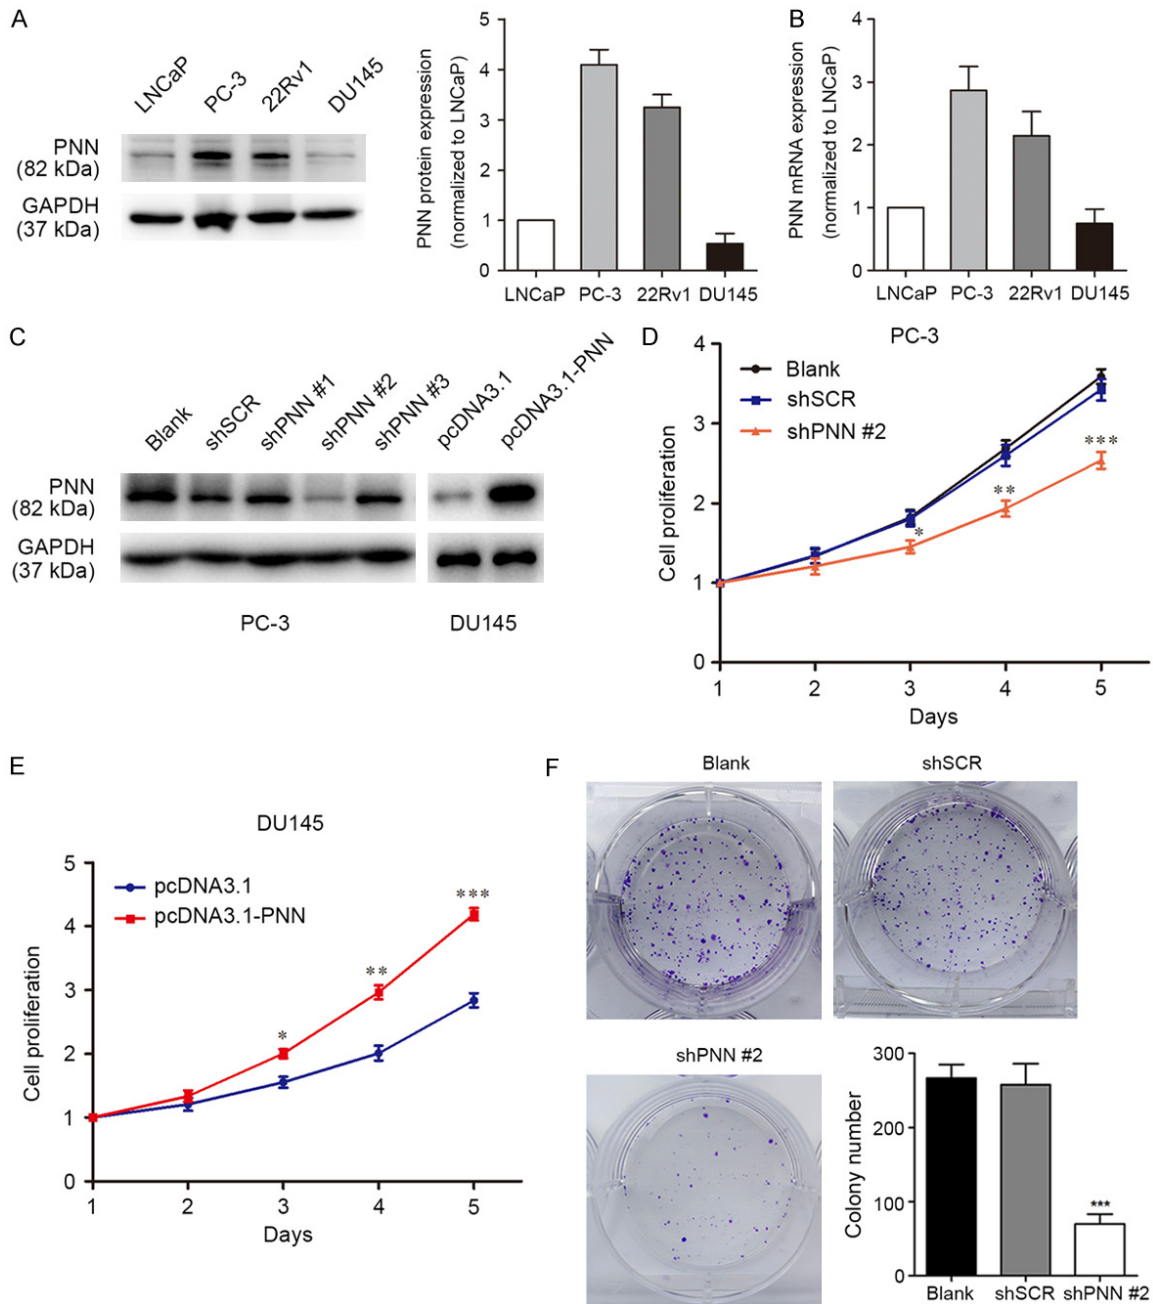 A
LNCaP
PC-3
22Rv1
DU145
PNN
(82 kDa)
GAPDH
(37 kDa)
PNN protein expression
(normalized to LNCaP)
5
4
3
2
1
0
LNCaP PC-3 22Rv1 DU145
B
PNN mRNA expression
(normalized to LNCaP)
4
3
2
1
0
LNCaP PC-3 22Rv1 DU145
C
Blank
shSCR
shPNN #1
shPNN #2
shPNN #3
pcDNA3.1
pcDNA3.1-PNN
PNN
(82 kDa)
GAPDH
(37 kDa)
PC-3
DU145
D
PC-3
Blank
shSCR
shPNN #2
Cell proliferation
4
3
2
1
0
*
**
***
1 2 3 4 5
Days
E
DU145
pcDNA3.1
pcDNA3.1-PNN
Cell proliferation
5
4
3
2
1
0
*
**
***
1 2 3 4 5
Days
F
Blank
shSCR
shPNN #2
Colony number
300
200
100
0
***
Blank shSCR shPNN #2